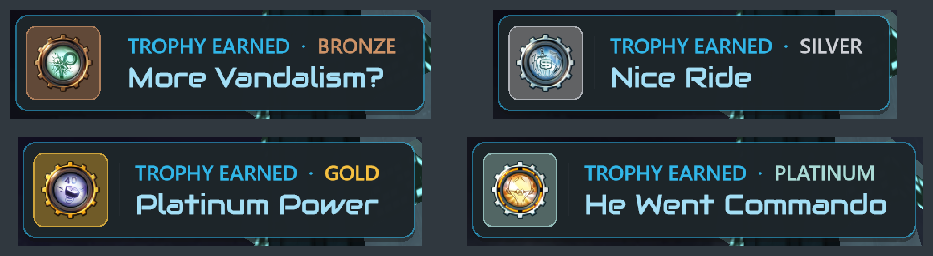 TROPHY EARNED · BRONZE
More Vandalism?
TROPHY EARNED · SILVER
Nice Ride
TROPHY EARNED · GOLD
Platinum Power
TROPHY EARNED · PLATINUM
He Went Commando